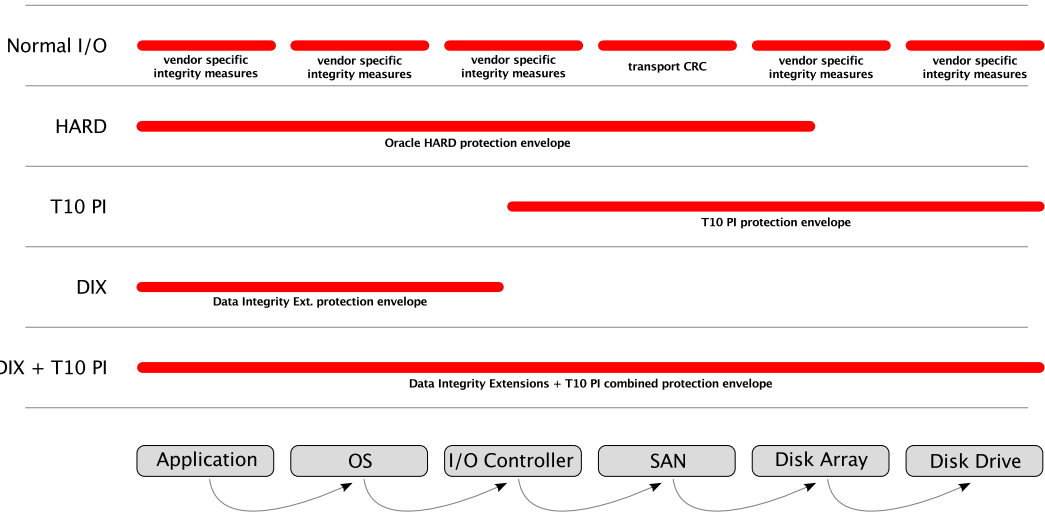 Normal I/O
vendor specific
integrity measures
vendor specific
integrity measures
vendor specific
integrity measures
transport CRC
vendor specific
integrity measures
vendor specific
integrity measures
HARD
Oracle HARD protection envelope
T10 PI
T10 PI protection envelope
DIX
Data Integrity Ext. protection envelope
DIX + T10 PI
Data Integrity Extensions + T10 PI combined protection envelope
Application
OS
I/O Controller
SAN
Disk Array
Disk Drive